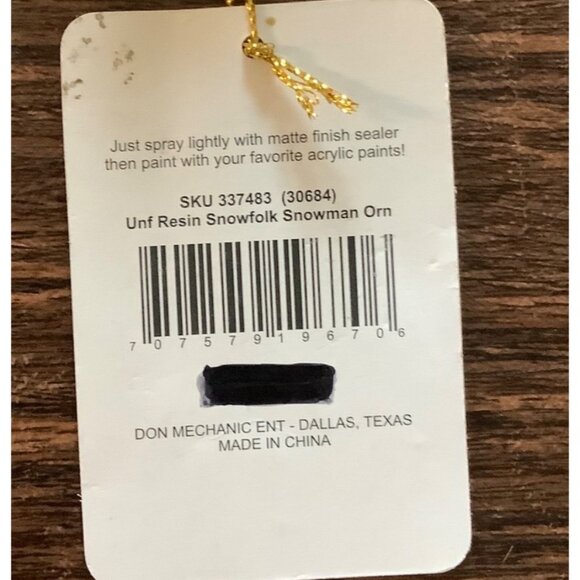 Just spray lightly with matte finish sealer
then paint with your favorite acrylic paints!
SKU 337483 (30684)
Unf Resin Snowfolk Snowman Orn
7 07579 19670 6
DON MECHANIC ENT - DALLAS, TEXAS
MADE IN CHINA